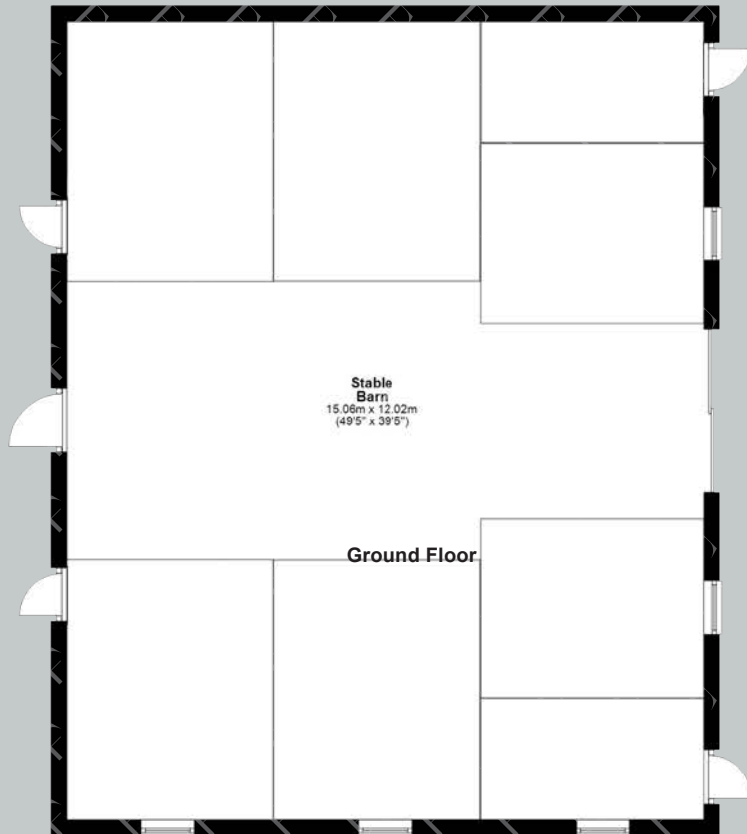 Stable
Barn
15.06m x 12.02m
(49'5" x 39'5")
Ground Floor